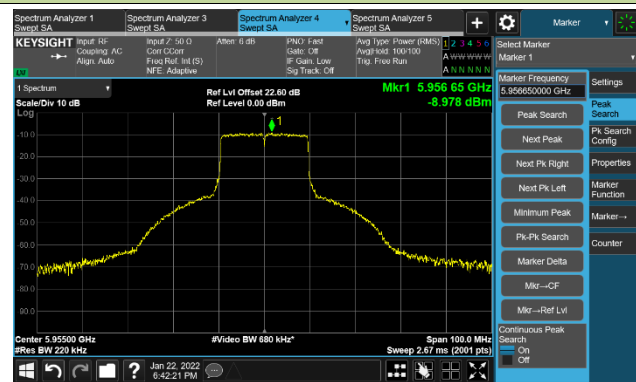 Spectrum Analyzer 1
Swept SA
Spectrum Analyzer 3
Swept SA
Spectrum Analyzer 4
Swept SA
Spectrum Analyzer 5
Swept SA
+
Marker
KEYSIGHT
Input: RF
Coupling: AC
Align: Auto
Input Z: 50 Ω
Corr CCorr
Freq Ref: Int (S)
NFE: Adaptive
Atten: 6 dB
PNO: Fast
Gate: Off
IF Gain: Low
Sig Track: Off
Avg Type: Power (RMS)
Avg|Hold: 100/100
Trig: Free Run
1 2 3 4 5 6
A W W W W W
A N N N N N
LXI
Select Marker
Marker 1
1 Spectrum
Scale/Div 10 dB
Log
Ref Lvl Offset 22.60 dB
Ref Level 0.00 dBm
Mkr1 5.956 65 GHz
-8.978 dBm
1
-10.0
-20.0
-30.0
-40.0
-50.0
-60.0
-70.0
-80.0
-90.0
Center 5.95500 GHz
#Res BW 220 kHz
#Video BW 680 kHz*
Span 100.0 MHz
Sweep 2.67 ms (2001 pts)
Marker Frequency
5.956650000 GHz
Peak Search
Next Peak
Next Pk Right
Next Pk Left
Minimum Peak
Pk-Pk Search
Marker Delta
Mkr→CF
Mkr→Ref Lvl
Continuous Peak
Search
On
Off
Settings
Peak
Search
Pk Search
Config
Properties
Marker
Function
Marker→
Counter
?
Jan 22, 2022
6:42:21 PM